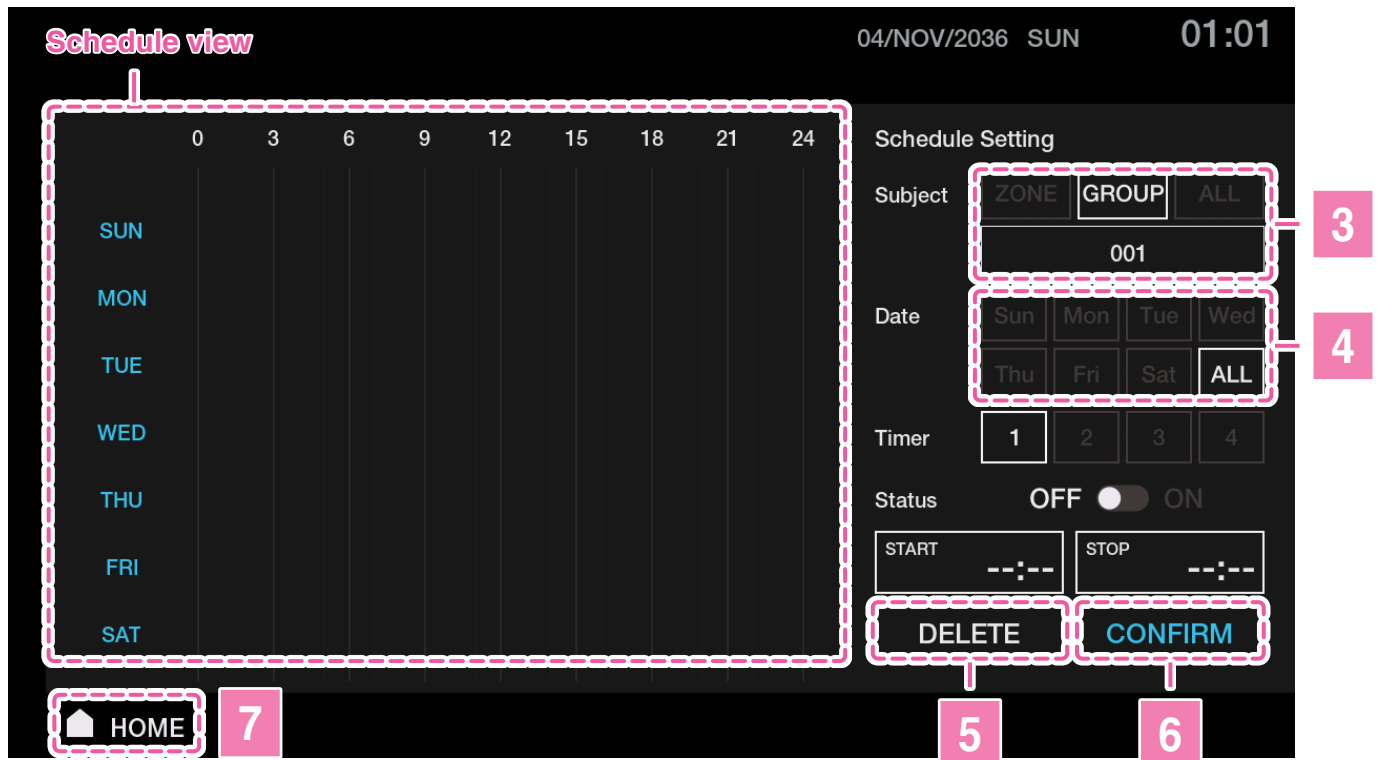 Schedule view
04/NOV/2036 SUN 01:01
0 3 6 9 12 15 18 21 24
SUN
MON
TUE
WED
THU
FRI
SAT
Schedule Setting
Subject ZONE GROUP ALL
001
3
Date Sun Mon Tue Wed
Thu Fri Sat ALL
4
Timer 1 2 3 4
Status OFF ON
START --:-- STOP --:--
DELETE CONFIRM
5 6
HOME 7